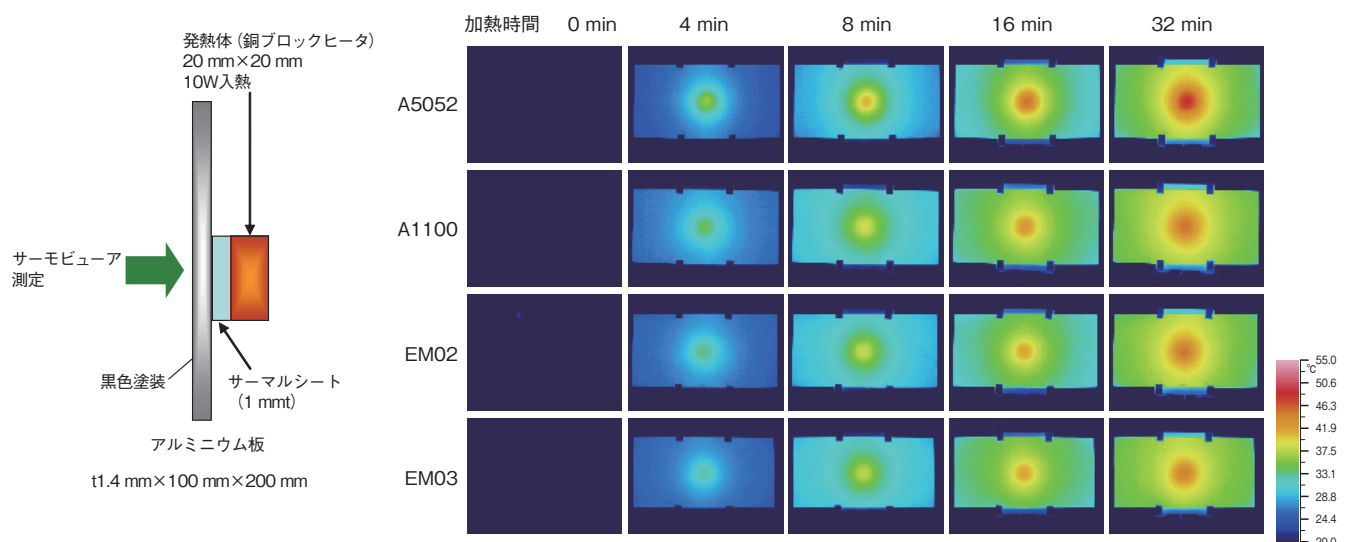 発熱体（銅ブロックヒータ）
20 mm×20 mm
10W入熱
サーモビューア
測定
黒色塗装
サーマルシート
（1 mmt）
アルミニウム板
t1.4 mm×100 mm×200 mm
加熱時間 0 min 4 min 8 min 16 min 32 min
A5052
A1100
EM02
EM03
55.0
℃
50.6
46.3
41.9
37.5
33.1
28.8
24.4
20.0